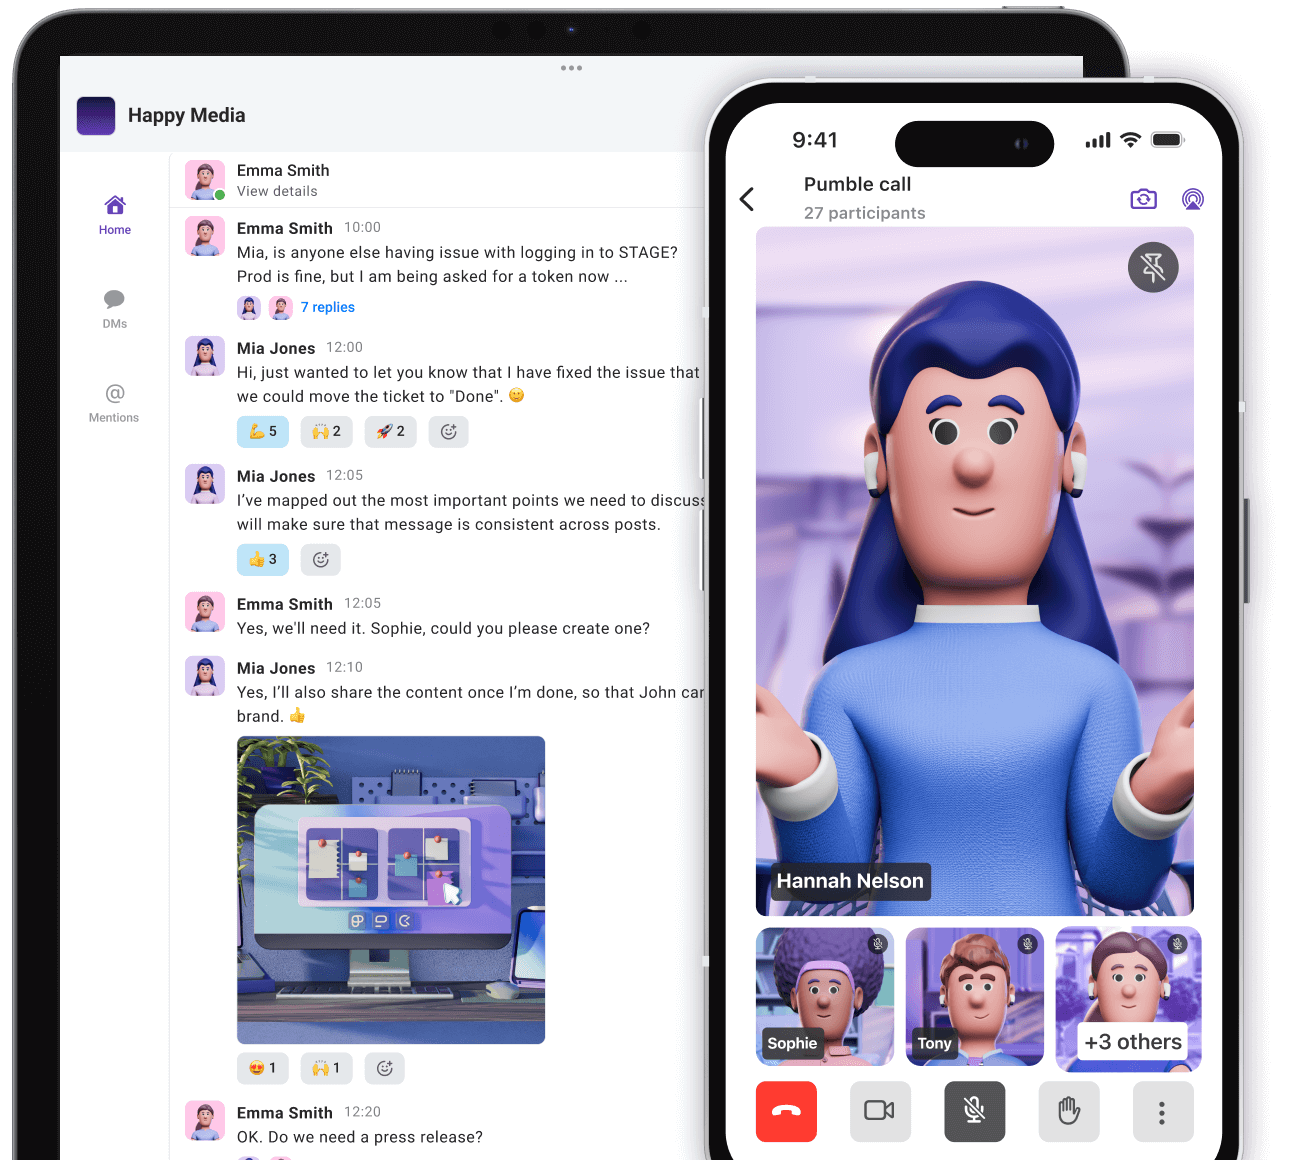 Happy Media
Emma Smith
View details
Home
DMs
Mentions
Emma Smith 10:00
Mia, is anyone else having issue with logging in to STAGE?
Prod is fine, but I am being asked for a token now ...
7 replies
Mia Jones 12:00
Hi, just wanted to let you know that I have fixed the issue that
we could move the ticket to "Done". 🙂
💪 5 🙌 2 🚀 2
Mia Jones 12:05
I’ve mapped out the most important points we need to discuss
will make sure that message is consistent across posts.
👍 3
Emma Smith 12:05
Yes, we'll need it. Sophie, could you please create one?
Mia Jones 12:10
Yes, I’ll also share the content once I’m done, so that John can
brand. 👍
😍 1 🙌 1
Emma Smith 12:20
OK. Do we need a press release?
9:41
Pumble call
27 participants
Hannah Nelson
Sophie
Tony
+3 others